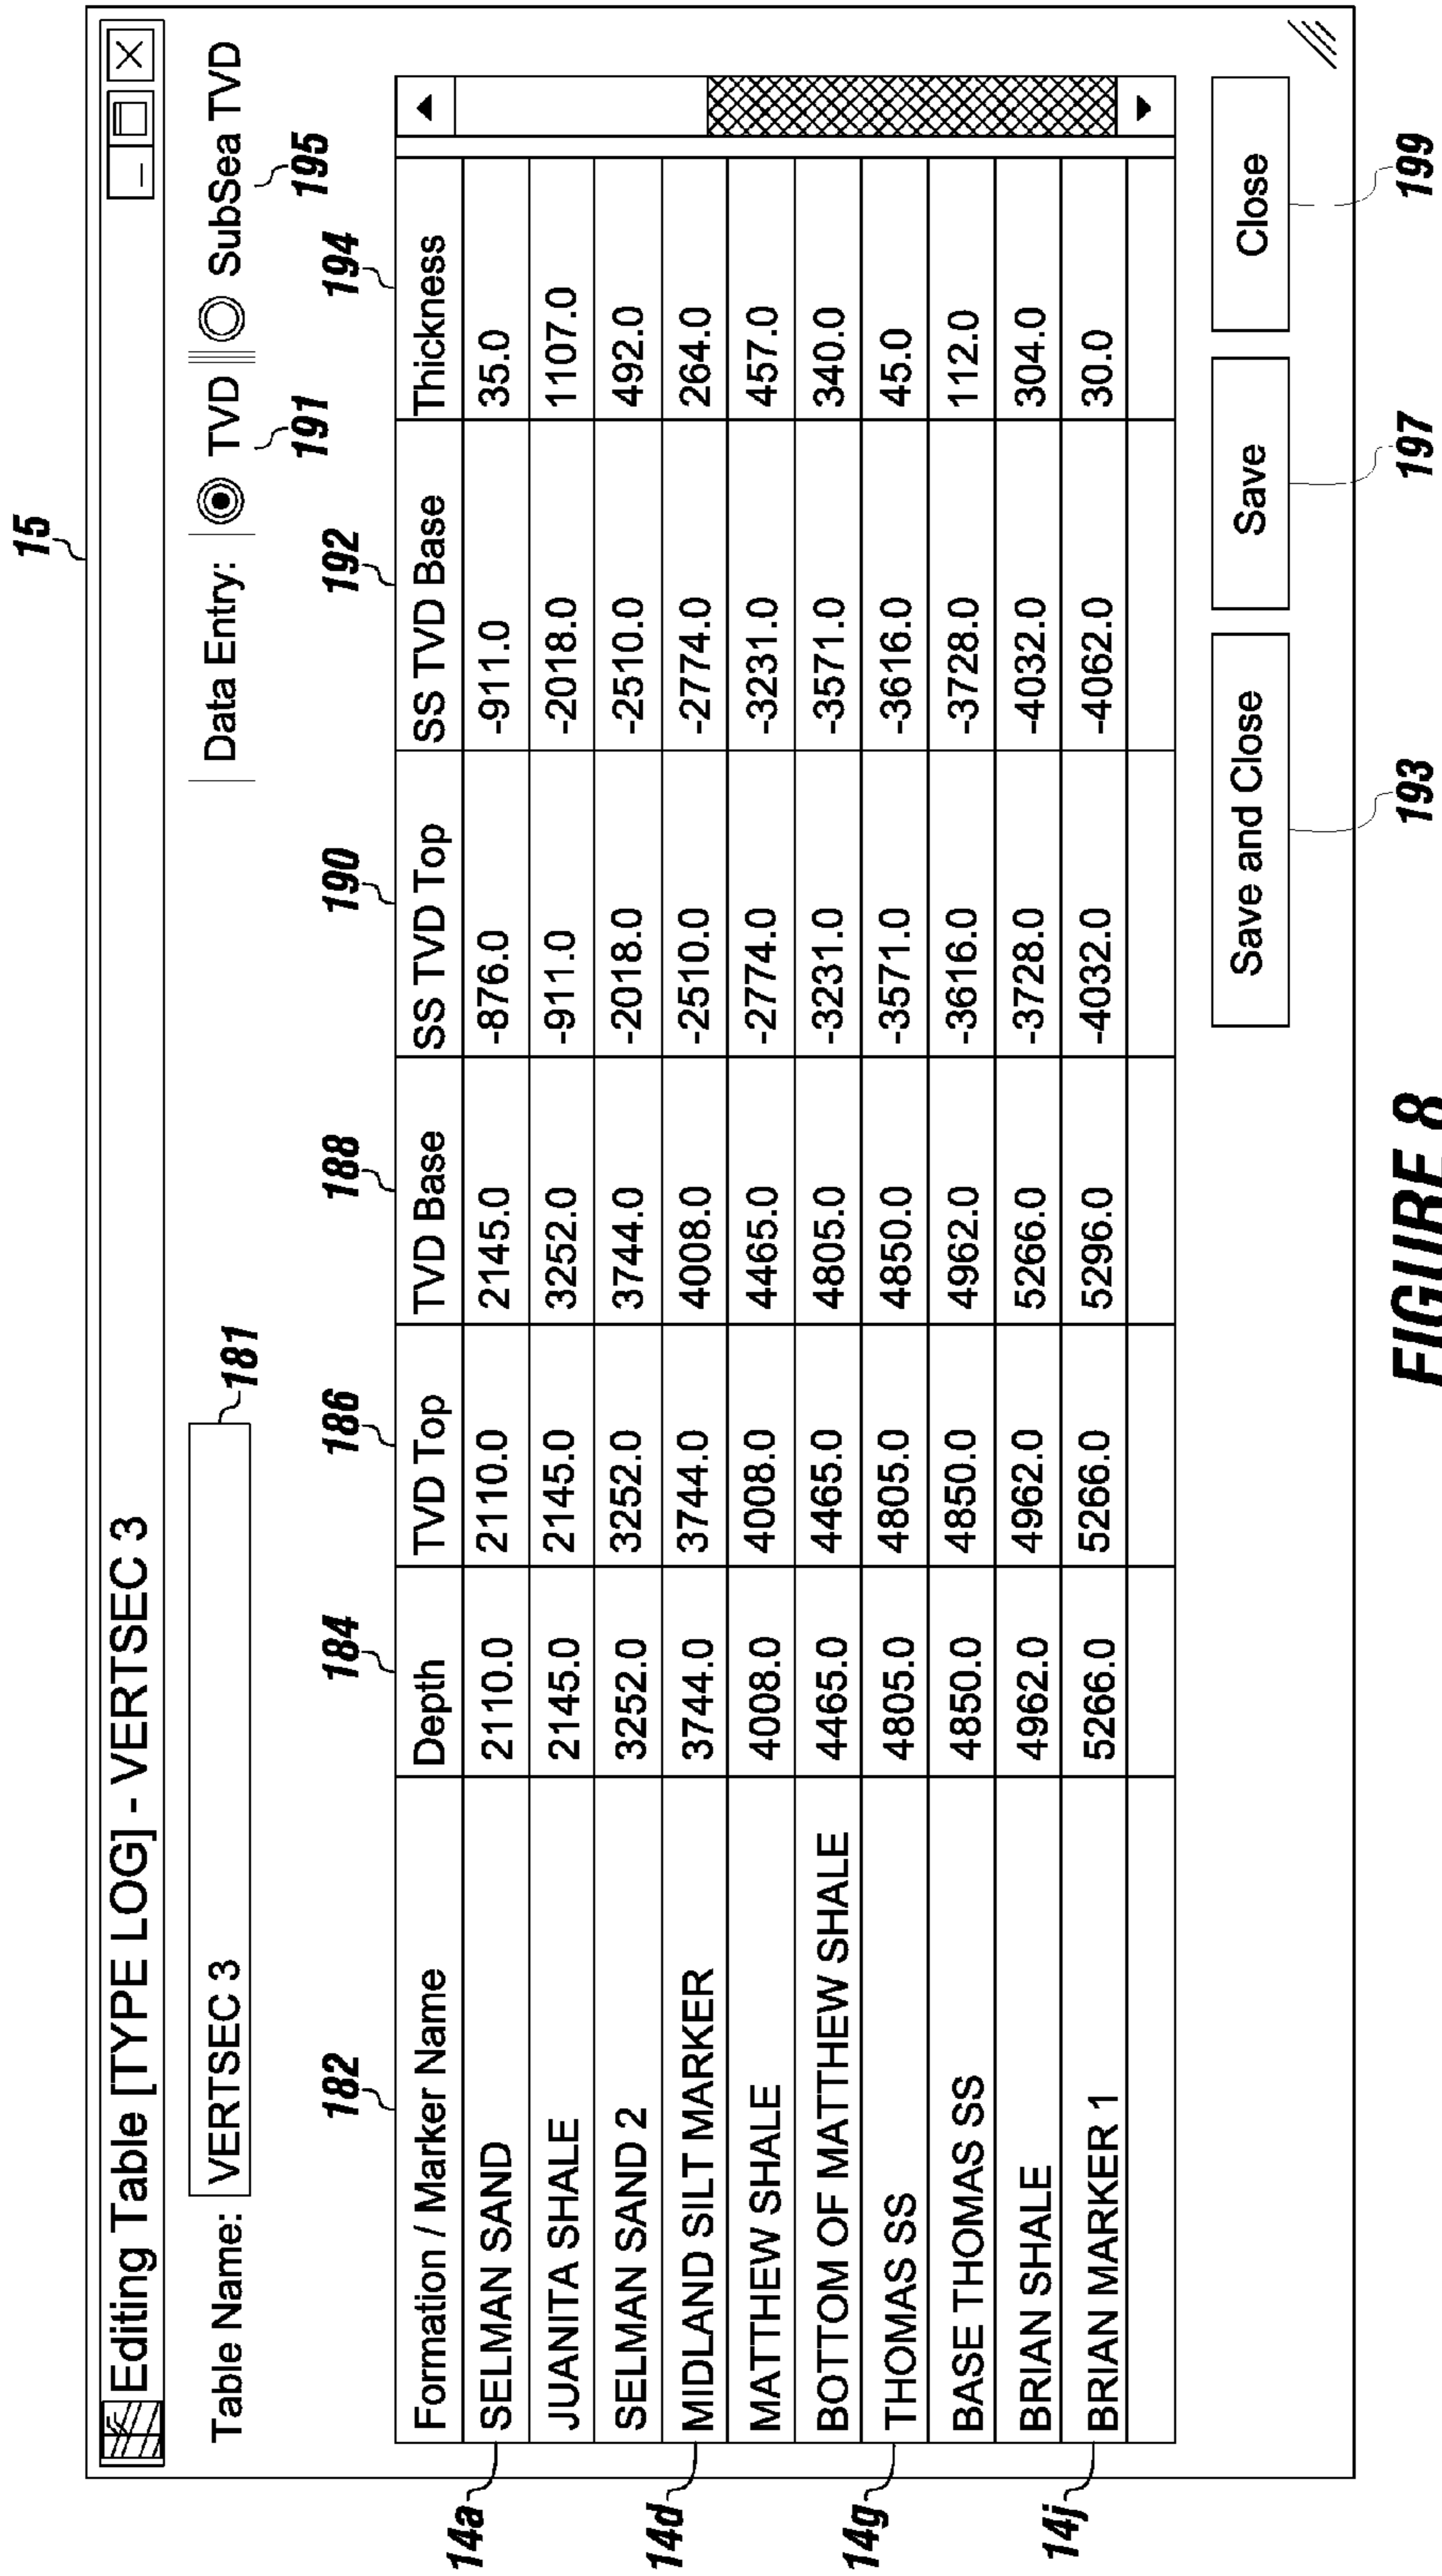 15
Editing Table [TYPE LOG] - VERTSEC 3
Table Name: VERTSEC 3 181 Data Entry: TVD SubSea TVD
191 195
182 184 186 188 190 192 194
Formation / Marker Name Depth TVD Top TVD Base SS TVD Top SS TVD Base Thickness
14a SELMAN SAND 2110.0 2110.0 2145.0 -876.0 -911.0 35.0
JUANITA SHALE 2145.0 2145.0 3252.0 -911.0 -2018.0 1107.0
SELMAN SAND 2 3252.0 3252.0 3744.0 -2018.0 -2510.0 492.0
14d MIDLAND SILT MARKER 3744.0 3744.0 4008.0 -2510.0 -2774.0 264.0
MATTHEW SHALE 4008.0 4008.0 4465.0 -2774.0 -3231.0 457.0
BOTTOM OF MATTHEW SHALE 4465.0 4465.0 4805.0 -3231.0 -3571.0 340.0
14g THOMAS SS 4805.0 4805.0 4850.0 -3571.0 -3616.0 45.0
BASE THOMAS SS 4850.0 4850.0 4962.0 -3616.0 -3728.0 112.0
BRIAN SHALE 4962.0 4962.0 5266.0 -3728.0 -4032.0 304.0
14j BRIAN MARKER 1 5266.0 5266.0 5296.0 -4032.0 -4062.0 30.0
Save and Close Save Close
193 197 199
FIGURE 8